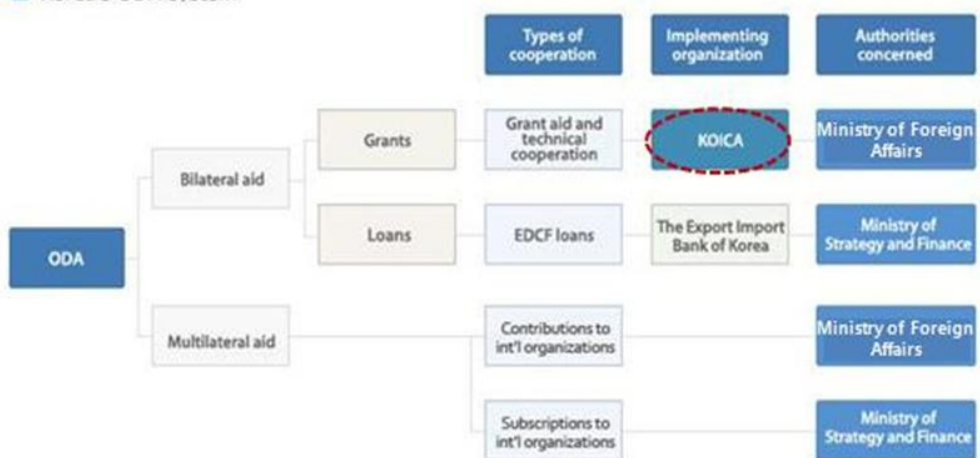 Types of
cooperation
Implementing
organization
Authorities
concerned
Grants
Grant aid and
technical
cooperation
KOICA
Ministry of Foreign
Affairs
Bilateral aid
Loans
EDCF loans
The Export Import
Bank of Korea
Ministry of
Strategy and Finance
ODA
Multilateral aid
Contributions to
int'l organizations
Ministry of Foreign
Affairs
Subscriptions to
int'l organizations
Ministry of
Strategy and Finance